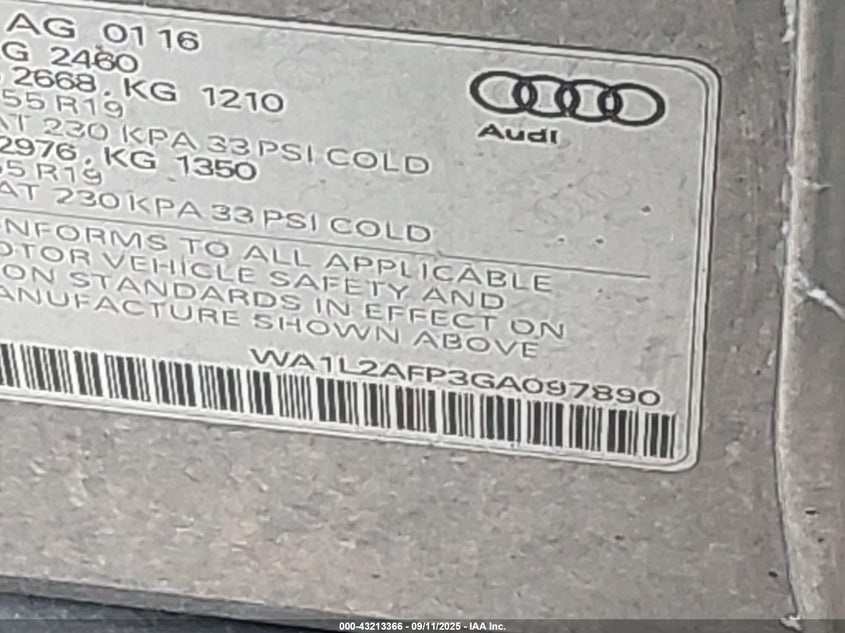 AG 0116
G 2460
2668. KG 1210
55 R19
AT 230 KPA 33 PSI COLD
2976. KG 1350
55 R19
AT 230 KPA 33 PSI COLD
Audi
ONFORMS TO ALL APPLICABLE
OTOR VEHICLE SAFETY AND
ON STANDARDS IN EFFECT ON
ANUFACTURE SHOWN ABOVE
WA1L2AFP3GA097890
000-43213366 - 09/11/2025 - IAA Inc.